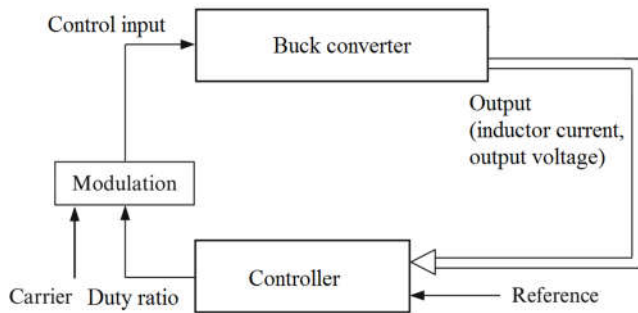 Control input
Buck converter
Output
(inductor current,
output voltage)
Modulation
Controller
Carrier
Duty ratio
Reference